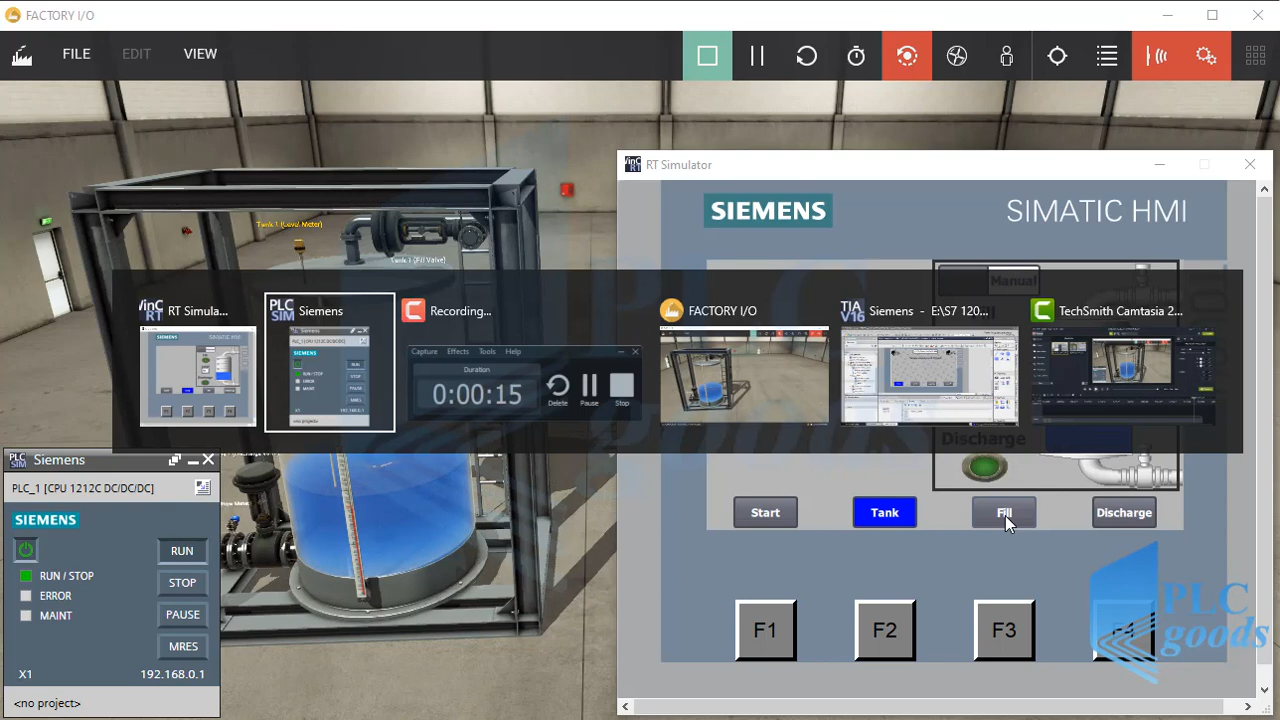 FACTORY I/O
FILE
EDIT
VIEW
RT Simulator
SIEMENS
SIMATIC HMI
Tank 1 (Level Meter)
Tank 1 (Fill Valve)
Manual
RT Simula...
Siemens
Recording...
FACTORY I/O
Siemens - E:\S7 120...
TechSmith Camtasia 2...
Capture Effects Tools Help
Duration
0:00:15
Delete
Pause
Stop
Discharge
Start
Tank
Fill
Discharge
F1
F2
F3
Siemens
PLC_1 [CPU 1212C DC/DC/DC]
SIEMENS
RUN
RUN / STOP
STOP
ERROR
MAINT
PAUSE
MRES
X1
192.168.0.1
<no project>
PLC
goods